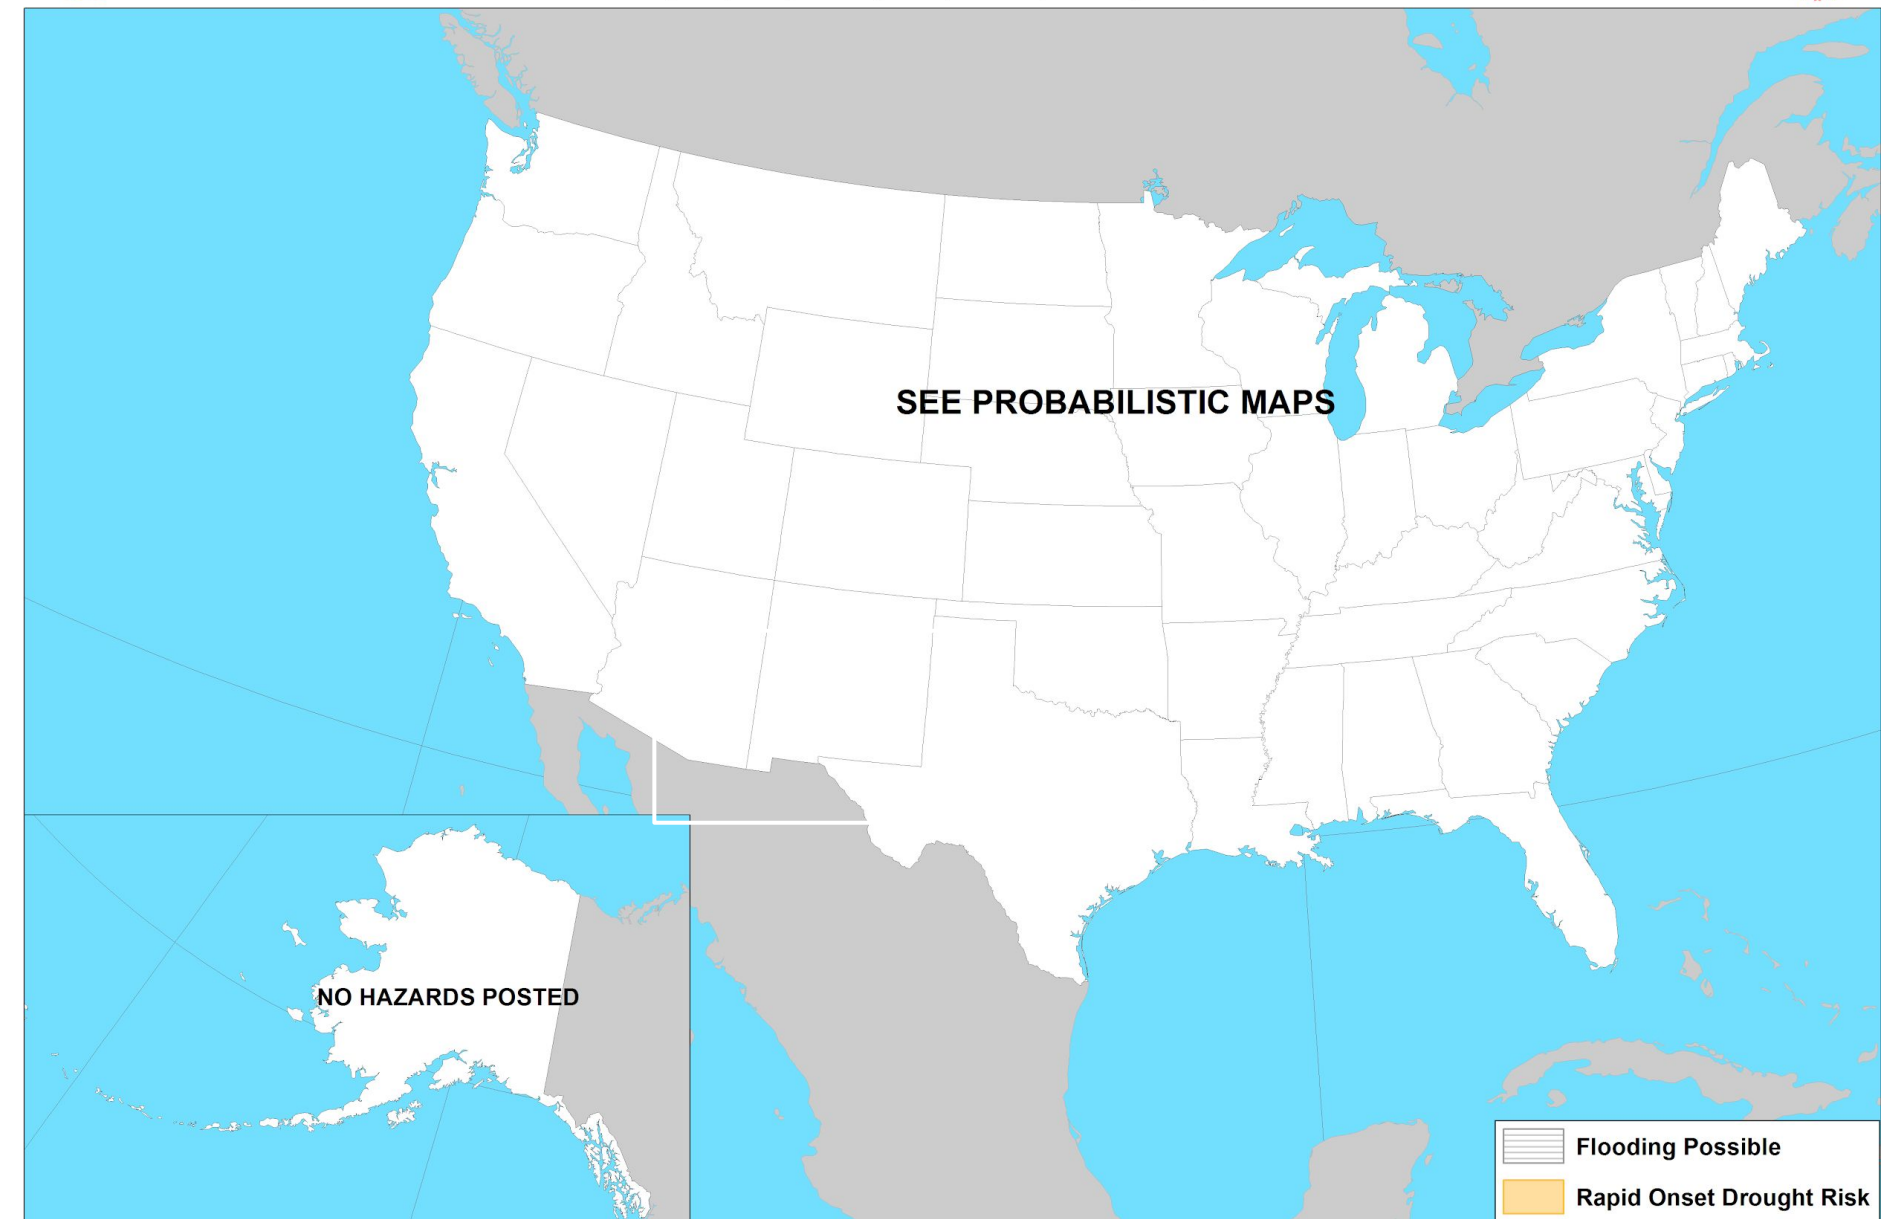 SEE PROBABILISTIC MAPS
NO HAZARDS POSTED
Flooding Possible
Rapid Onset Drought Risk